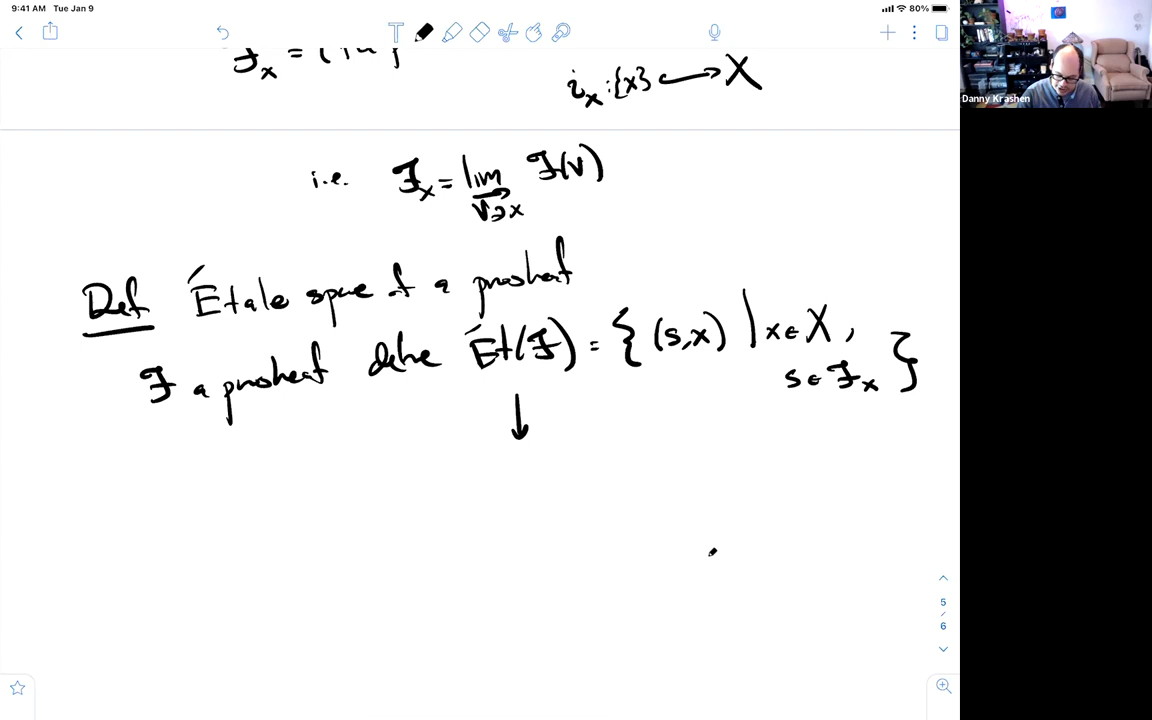 9:41 AM Tue Jan 9
80%
T
Danny Krashen
i_x : {x} ↪ X
i.e. ℱ_x = lim ℱ(V)
V∋x
Def Étale space of a presheaf
ℱ a presheaf define Ét(ℱ) = { (s,x) | x ∈ X,
s ∈ ℱ_x }
↓
5
/
6